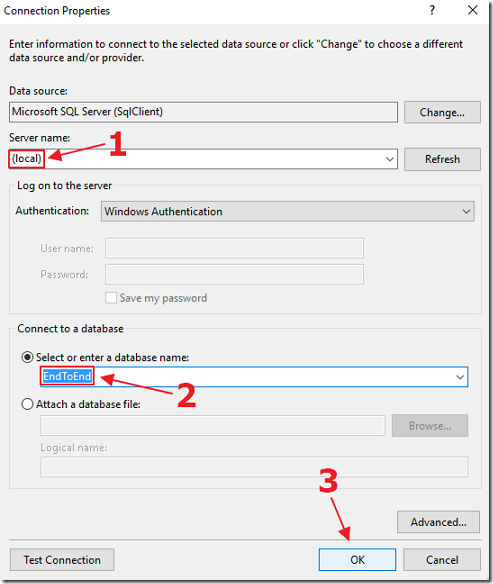 Connection Properties
?
Enter information to connect to the selected data source or click "Change" to choose a different
data source and/or provider.
Data source:
Microsoft SQL Server (SqlClient)
Change...
Server name:
1
(local)
Refresh
Log on to the server
Authentication:
Windows Authentication
User name:
Password:
Save my password
Connect to a database
Select or enter a database name:
EndToEnd
2
Attach a database file:
Browse...
Logical name:
3
Advanced...
Test Connection
OK
Cancel